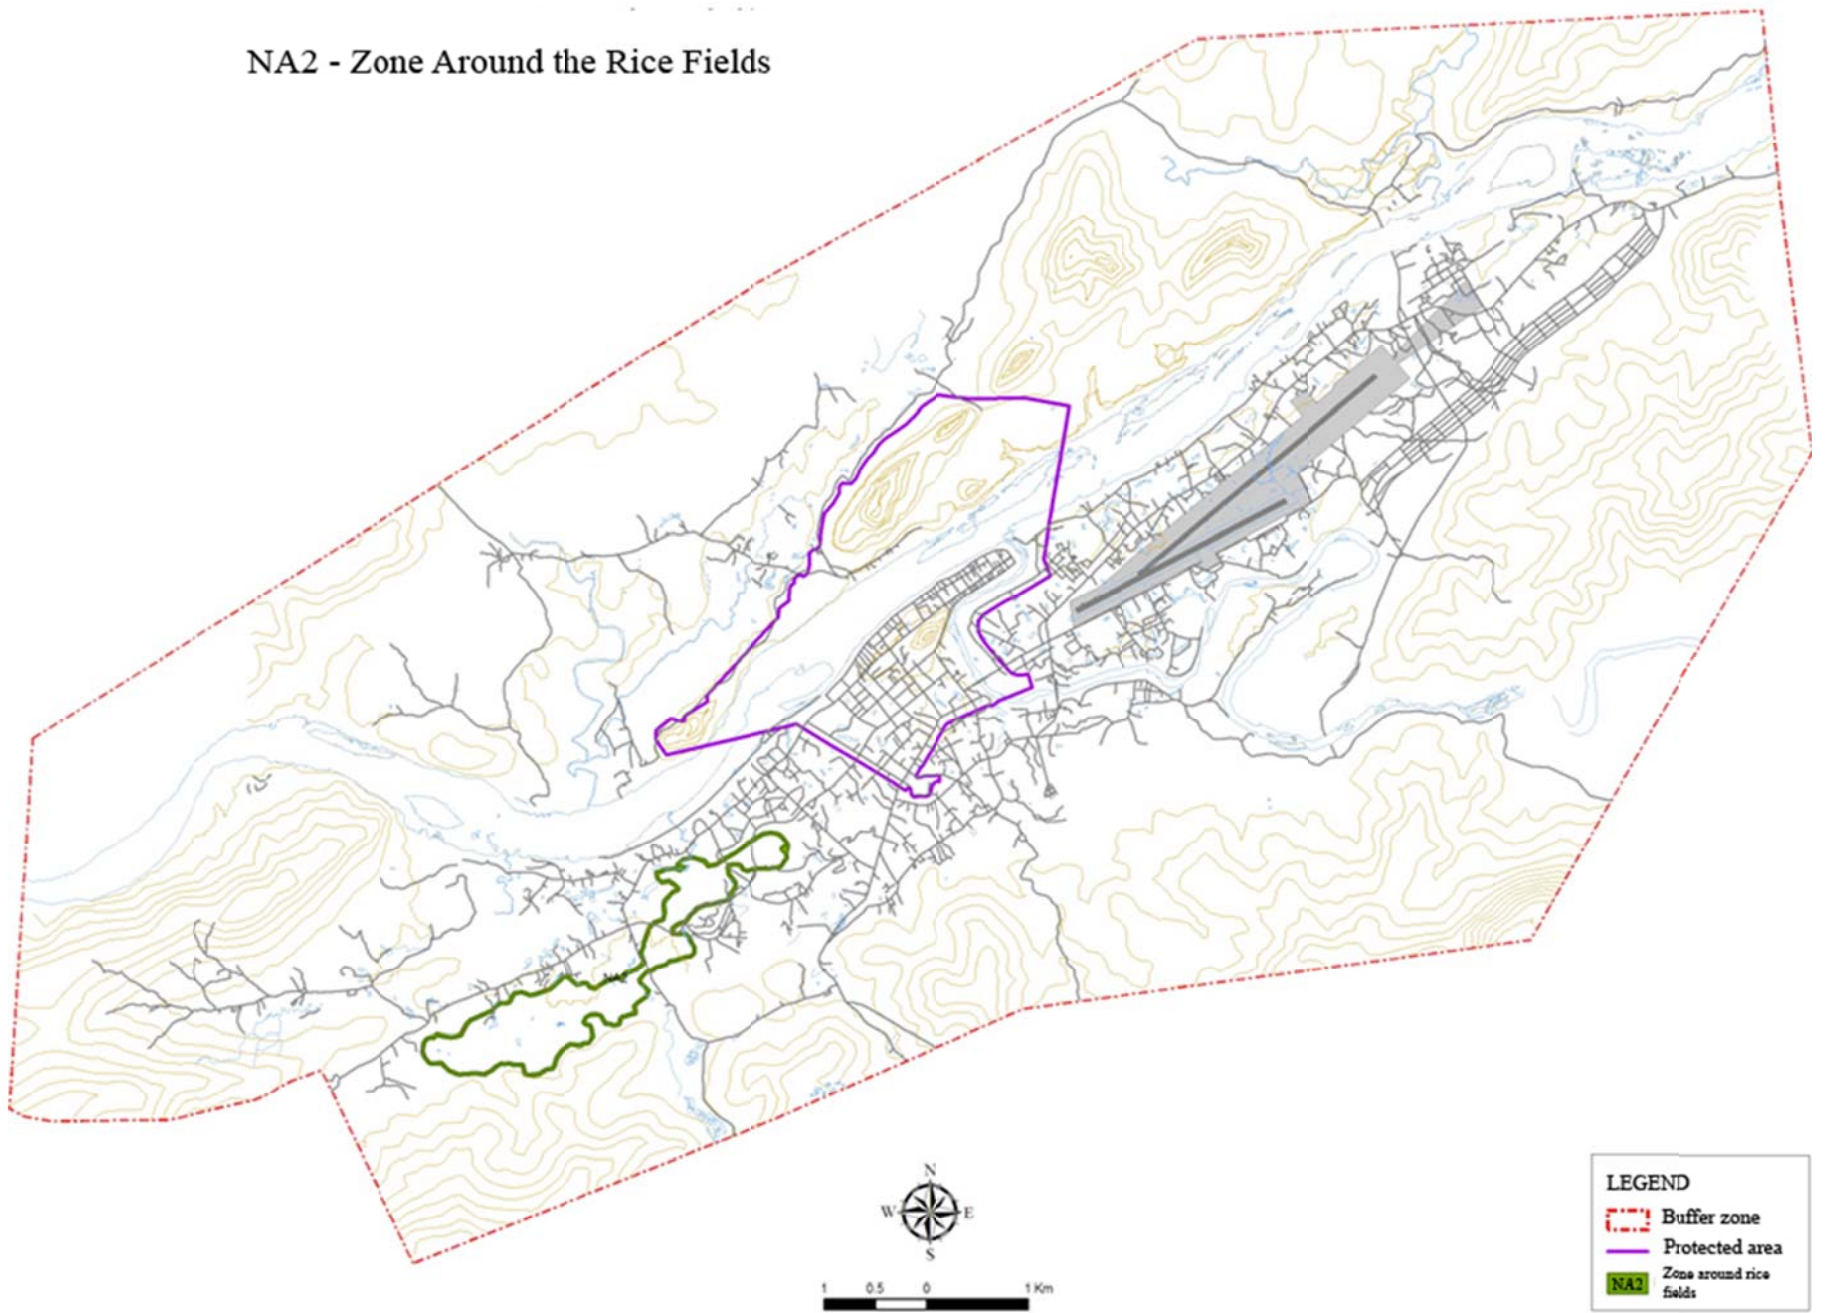 NA2 - Zone Around the Rice Fields
NA2
N
W E
S
1 0.5 0 1 Km
LEGEND
Buffer zone
Protected area
NA2 Zone around rice
fields